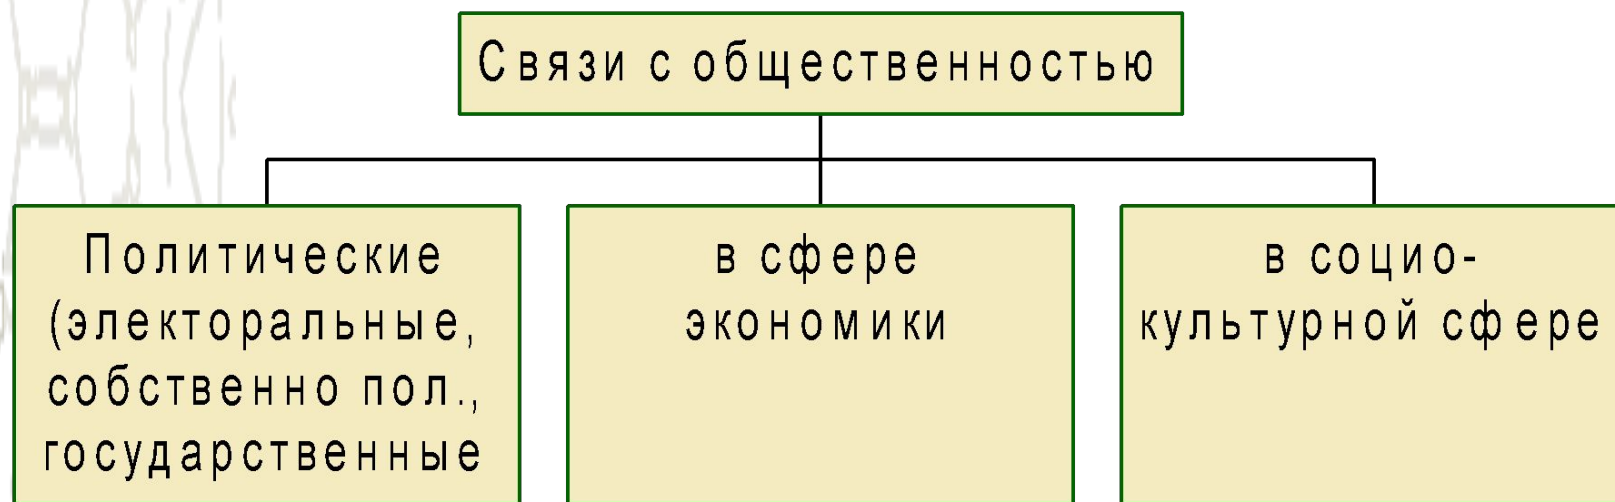 Связи с общественностью
Политические
(электоральные,
собственно пол.,
государственные
в сфере
экономики
в социо-
культурной сфере